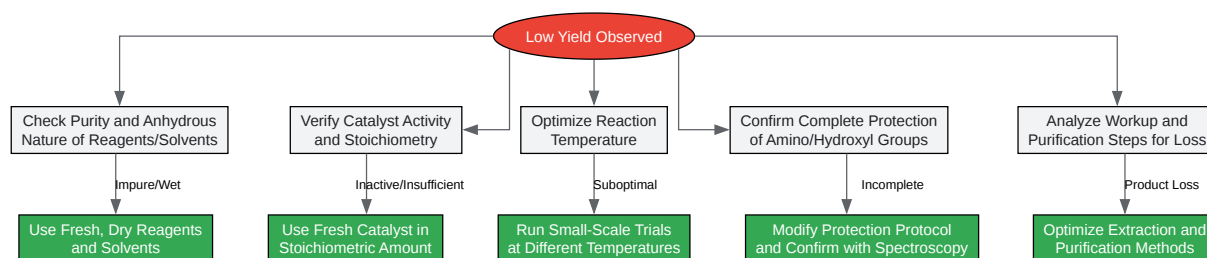 Low Yield Observed
Check Purity and Anhydrous
Nature of Reagents/Solvents
Verify Catalyst Activity
and Stoichiometry
Optimize Reaction
Temperature
Confirm Complete Protection
of Amino/Hydroxyl Groups
Analyze Workup and
Purification Steps for Loss
Impure/Wet
Inactive/Insufficient
Suboptimal
Incomplete
Product Loss
Use Fresh, Dry Reagents
and Solvents
Use Fresh Catalyst in
Stoichiometric Amount
Run Small-Scale Trials
at Different Temperatures
Modify Protection Protocol
and Confirm with Spectroscopy
Optimize Extraction and
Purification Methods